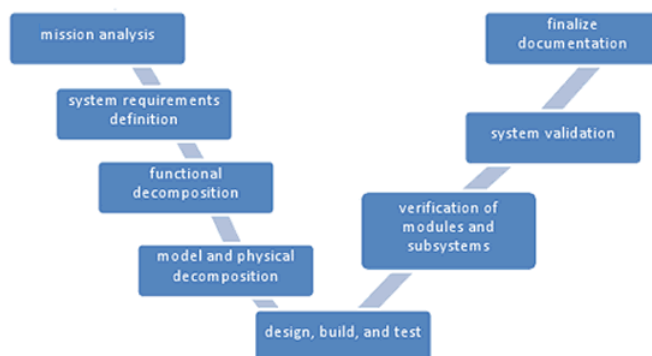 mission analysis
system requirements
definition
functional
decomposition
model and physical
decomposition
design, build, and test
verification of
modules and
subsystems
system validation
finalize
documentation